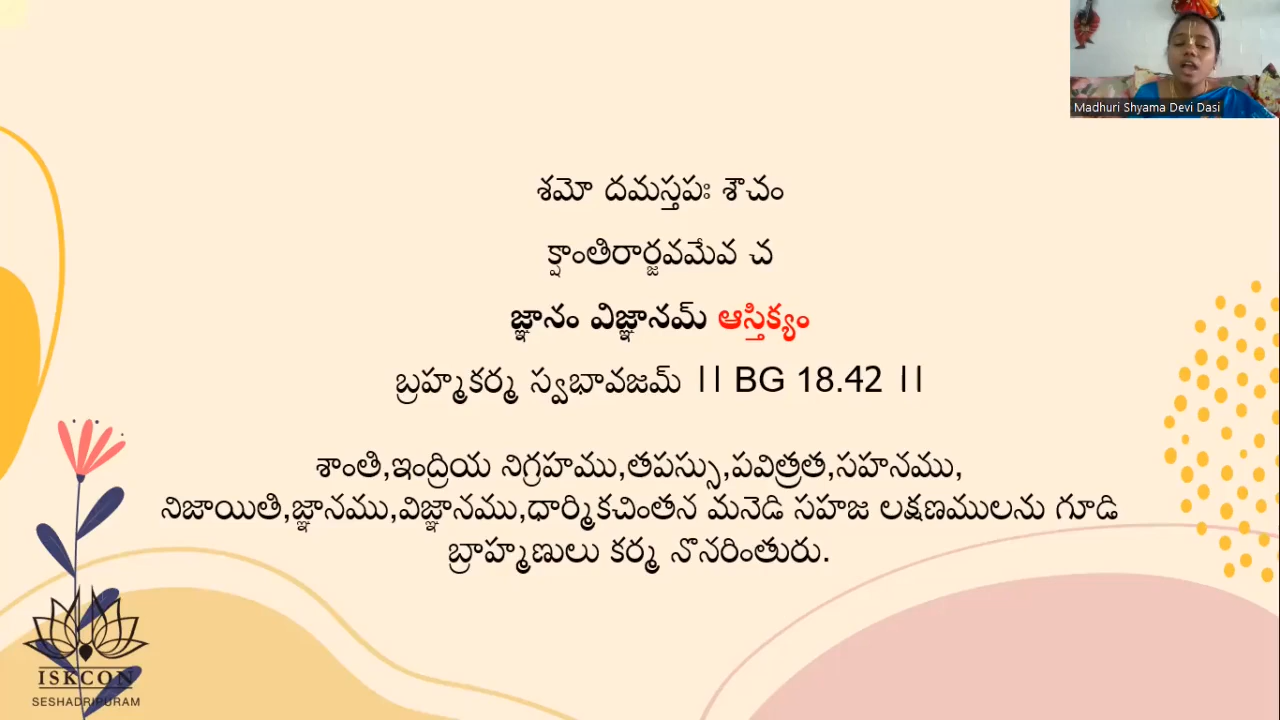 Madhuri Shyama Devi Dasi
శమో దమస్తపః శౌచం
క్షాంతిరార్జవమేవ చ
జ్ఞానం విజ్ఞానమ్ ఆస్తిక్యం
బ్రహ్మకర్మ స్వభావజమ్ || BG 18.42 ||
శాంతి,ఇంద్రియ నిగ్రహము,తపస్సు,పవిత్రత,సహనము,
నిజాయితి,జ్ఞానము,విజ్ఞానము,ధార్మికచింతన మనెడి సహజ లక్షణములను గూడి
బ్రాహ్మణులు కర్మ నొనరింతురు.
ISKCON
SESHADRIPURAM